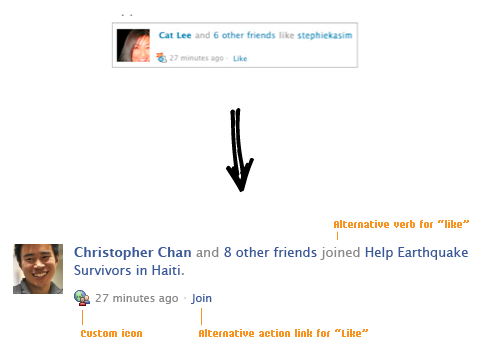 Cat Lee and 6 other friends like stephiekasim
27 minutes ago · Like
Alternative verb for "like"
Christopher Chan and 8 other friends joined Help Earthquake
Survivors in Haiti.
27 minutes ago · Join
Custom icon
Alternative action link for "Like"